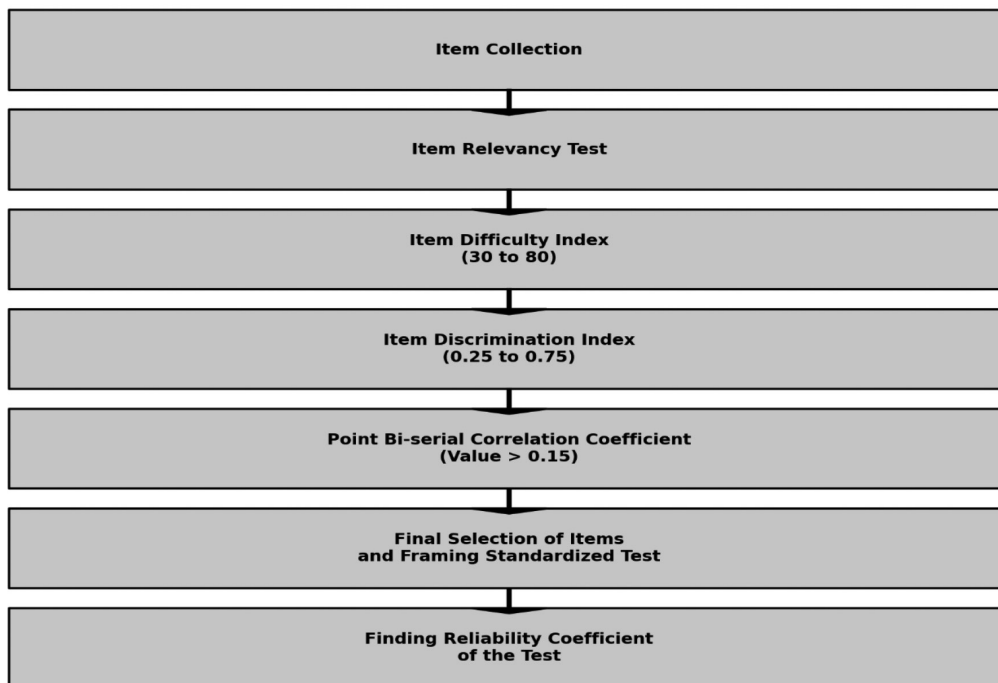 Item Collection
Item Relevancy Test
Item Difficulty Index
(30 to 80)
Item Discrimination Index
(0.25 to 0.75)
Point Bi-serial Correlation Coefficient
(Value > 0.15)
Final Selection of Items
and Framing Standardized Test
Finding Reliability Coefficient
of the Test